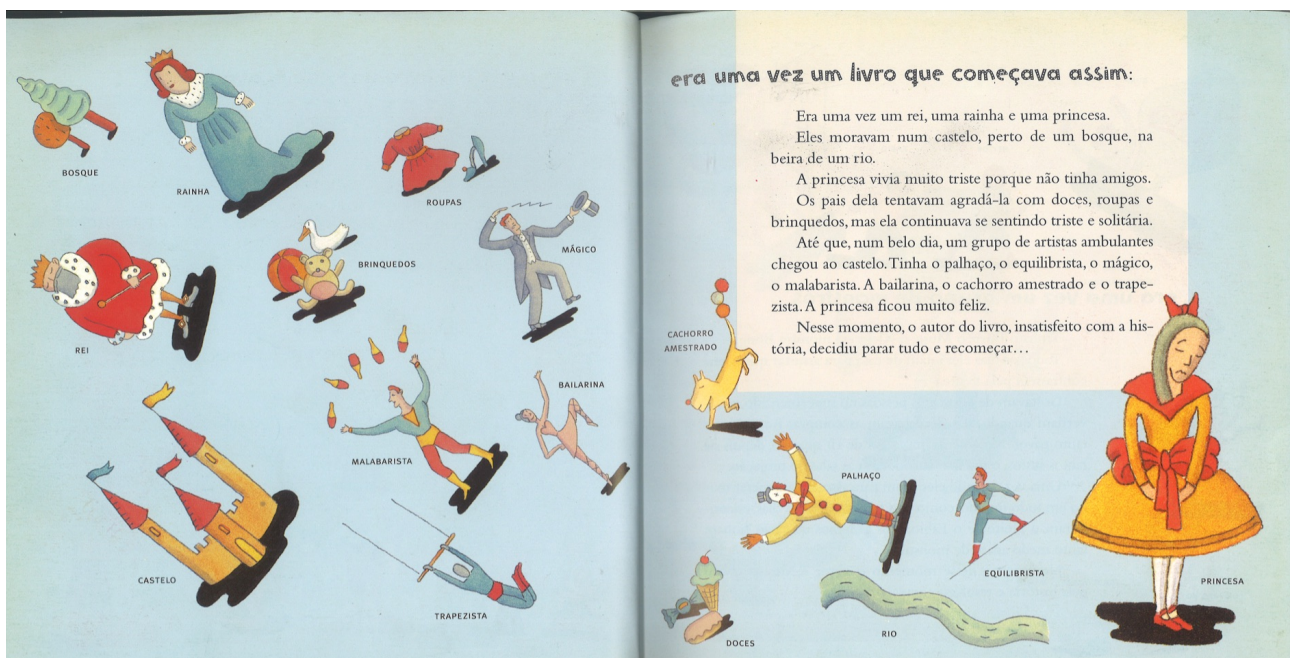 BOSQUE
RAINHA
ROUPAS
MÁGICO
BRINQUEDOS
REI
BAILARINA
MALABARISTA
CASTELO
TRAPEZISTA
era uma vez um livro que começava assim:
Era uma vez um rei, uma rainha e uma princesa.
Eles moravam num castelo, perto de um bosque, na
beira de um rio.
A princesa vivia muito triste porque não tinha amigos.
Os pais dela tentavam agradá-la com doces, roupas e
brinquedos, mas ela continuava se sentindo triste e solitária.
Até que, num belo dia, um grupo de artistas ambulantes
chegou ao castelo. Tinha o palhaço, o equilibrista, o mágico,
o malabarista. A bailarina, o cachorro amestrado e o trape-
zista. A princesa ficou muito feliz.
Nesse momento, o autor do livro, insatisfeito com a his-
tória, decidiu parar tudo e recomeçar...
CACHORRO
AMESTRADO
PALHAÇO
EQUILIBRISTA
PRINCESA
RIO
DOCES